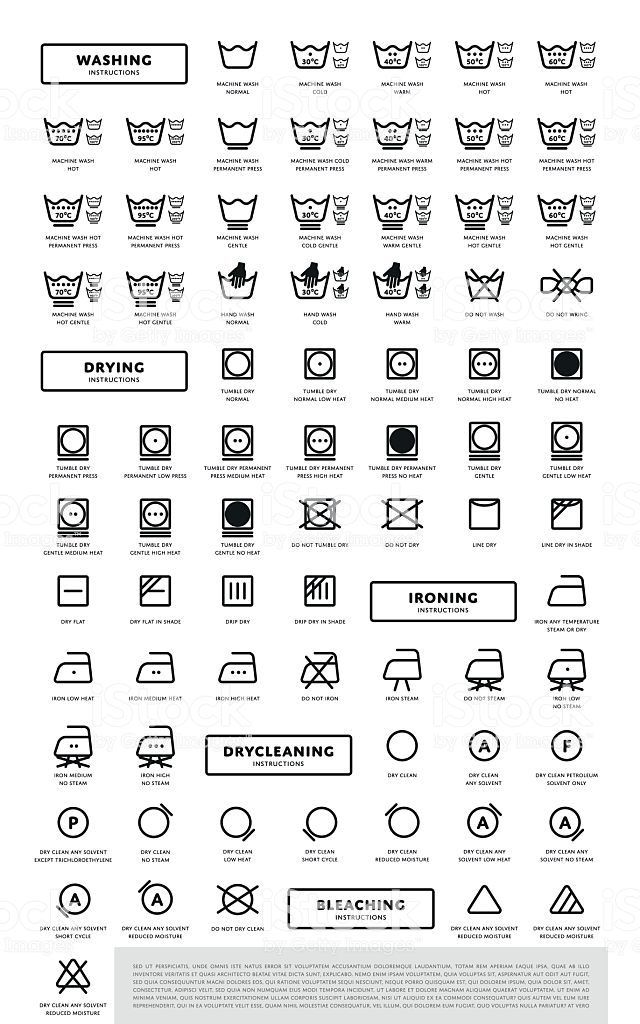 WASHING
INSTRUCTIONS
MACHINE WASH
NORMAL
30°C
MACHINE WASH
COLD
40°C
MACHINE WASH
WARM
50°C
MACHINE WASH
HOT
60°C
MACHINE WASH
HOT
70°C
MACHINE WASH
HOT
95°C
MACHINE WASH
HOT
MACHINE WASH
PERMANENT PRESS
30°C
MACHINE WASH COLD
PERMANENT PRESS
40°C
MACHINE WASH WARM
PERMANENT PRESS
50°C
MACHINE WASH HOT
PERMANENT PRESS
60°C
MACHINE WASH HOT
PERMANENT PRESS
70°C
MACHINE WASH HOT
PERMANENT PRESS
95°C
MACHINE WASH HOT
PERMANENT PRESS
MACHINE WASH
GENTLE
30°C
MACHINE WASH
COLD GENTLE
40°C
MACHINE WASH
WARM GENTLE
50°C
MACHINE WASH
HOT GENTLE
60°C
MACHINE WASH
HOT GENTLE
70°C
MACHINE WASH
HOT GENTLE
95°C
MACHINE WASH
HOT GENTLE
HAND WASH
NORMAL
30°C
HAND WASH
COLD
40°C
HAND WASH
WARM
DO NOT WASH
DO NOT WRING
DRYING
INSTRUCTIONS
TUMBLE DRY
NORMAL
TUMBLE DRY
NORMAL LOW HEAT
TUMBLE DRY
NORMAL MEDIUM HEAT
TUMBLE DRY
NORMAL HIGH HEAT
TUMBLE DRY NORMAL
NO HEAT
TUMBLE DRY
PERMANENT PRESS
TUMBLE DRY
PERMANENT LOW PRESS
TUMBLE DRY PERMANENT
PRESS MEDIUM HEAT
TUMBLE DRY PERMANENT
PRESS HIGH HEAT
TUMBLE DRY PERMANENT
PRESS NO HEAT
TUMBLE DRY
GENTLE
TUMBLE DRY
GENTLE LOW HEAT
TUMBLE DRY
GENTLE MEDIUM HEAT
TUMBLE DRY
GENTLE HIGH HEAT
TUMBLE DRY
GENTLE NO HEAT
DO NOT TUMBLE DRY
DO NOT DRY
LINE DRY
LINE DRY IN SHADE
DRY FLAT
DRY FLAT IN SHADE
DRIP DRY
DRIP DRY IN SHADE
IRONING
INSTRUCTIONS
IRON ANY TEMPERATURE
STEAM OR DRY
IRON LOW HEAT
IRON MEDIUM HEAT
IRON HIGH HEAT
DO NOT IRON
IRON STEAM
DO NOT STEAM
IRON LOW
NO STEAM
IRON MEDIUM
NO STEAM
IRON HIGH
NO STEAM
DRYCLEANING
INSTRUCTIONS
DRY CLEAN
A
DRY CLEAN
ANY SOLVENT
F
DRY CLEAN PETROLEUM
SOLVENT ONLY
P
DRY CLEAN ANY SOLVENT
EXCEPT TRICHLOROETHYLENE
DRY CLEAN
NO STEAM
DRY CLEAN
LOW HEAT
DRY CLEAN
SHORT CYCLE
DRY CLEAN
REDUCED MOISTURE
A
DRY CLEAN ANY
SOLVENT LOW HEAT
A
DRY CLEAN ANY
SOLVENT NO STEAM
A
DRY CLEAN ANY SOLVENT
SHORT CYCLE
A
DRY CLEAN ANY SOLVENT
REDUCED MOISTURE
DO NOT DRY CLEAN
BLEACHING
INSTRUCTIONS
DRY CLEAN ANY SOLVENT
REDUCED MOISTURE
DRY CLEAN ANY SOLVENT
REDUCED MOISTURE
DRY CLEAN ANY SOLVENT
REDUCED MOISTURE
SED UT PERSPICIATIS, UNDE OMNIS ISTE NATUS ERROR SIT VOLUPTATEM ACCUSANTIUM DOLOREMQUE LAUDANTIUM, TOTAM REM APERIAM EAQUE IPSA, QUAE AB ILLO
INVENTORE VERITATIS ET QUASI ARCHITECTO BEATAE VITAE DICTA SUNT, EXPLICABO. NEMO ENIM IPSAM VOLUPTATEM, QUIA VOLUPTAS SIT, ASPERNATUR AUT ODIT AUT FUGIT,
SED QUIA CONSEQUUNTUR MAGNI DOLORES EOS, QUI RATIONE VOLUPTATEM SEQUI NESCIUNT, NEQUE PORRO QUISQUAM EST, QUI DOLOREM IPSUM, QUIA DOLOR SIT, AMET,
CONSECTETUR, ADIPISCI VELIT, SED QUIA NON NUMQUAM EIUS MODI TEMPORA INCIDUNT, UT LABORE ET DOLORE MAGNAM ALIQUAM QUAERAT VOLUPTATEM. UT ENIM AD
MINIMA VENIAM, QUIS NOSTRUM EXERCITATIONEM ULLAM CORPORIS SUSCIPIT LABORIOSAM, NISI UT ALIQUID EX EA COMMODI CONSEQUATUR? QUIS AUTEM VEL EUM IURE
REPREHENDERIT, QUI IN EA VOLUPTATE VELIT ESSE, QUAM NIHIL MOLESTIAE CONSEQUATUR, VEL ILLUM, QUI DOLOREM EUM FUGIAT, QUO VOLUPTAS NULLA PARIATUR AT VERO
iStock
by Getty Images™